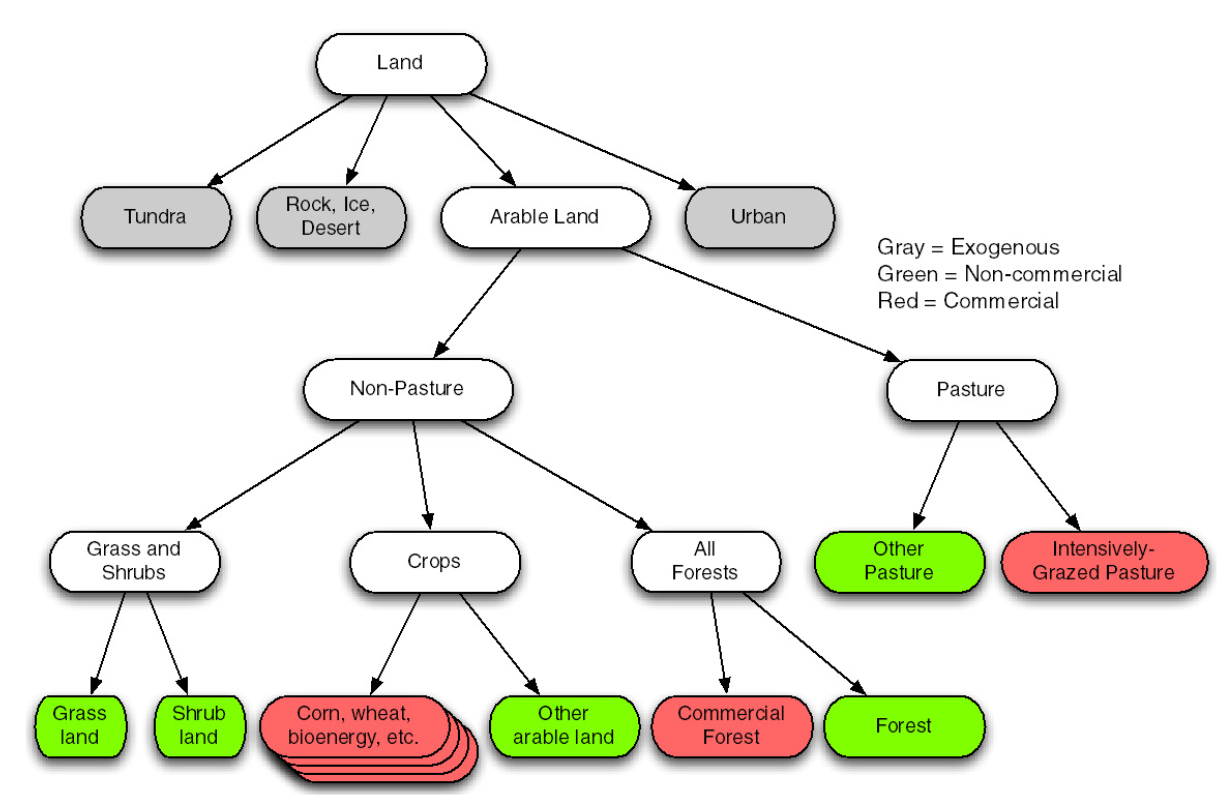 Land
Tundra
Rock, Ice,
Desert
Arable Land
Urban
Gray = Exogenous
Green = Non-commercial
Red = Commercial
Non-Pasture
Pasture
Grass and
Shrubs
Crops
All
Forests
Other
Pasture
Intensively-
Grazed Pasture
Grass
land
Shrub
land
Corn, wheat,
bioenergy, etc.
Other
arable land
Commercial
Forest
Forest